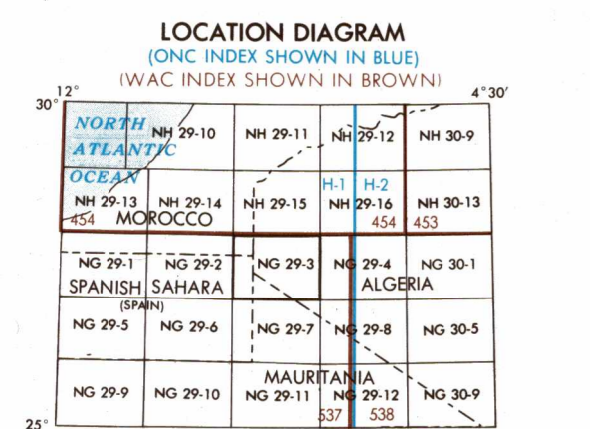 LOCATION DIAGRAM
(ONC INDEX SHOWN IN BLUE)
(WAC INDEX SHOWN IN BROWN)
12° 4°30'
30°
NORTH ATLANTIC OCEAN
NH 29-10 NH 29-11 NH 29-12 NH 30-9
H-1 H-2
NH 29-13 NH 29-14 NH 29-15 NH 29-16 NH 30-13
454 MOROCCO 454 453
NG 29-1 NG 29-2 NG 29-3 NG 29-4 NG 30-1
SPANISH SAHARA ALGERIA
(SPAIN)
NG 29-5 NG 29-6 NG 29-7 NG 29-8 NG 30-5
MAURITANIA
NG 29-9 NG 29-10 NG 29-11 NG 29-12 NG 30-9
537 538
25°